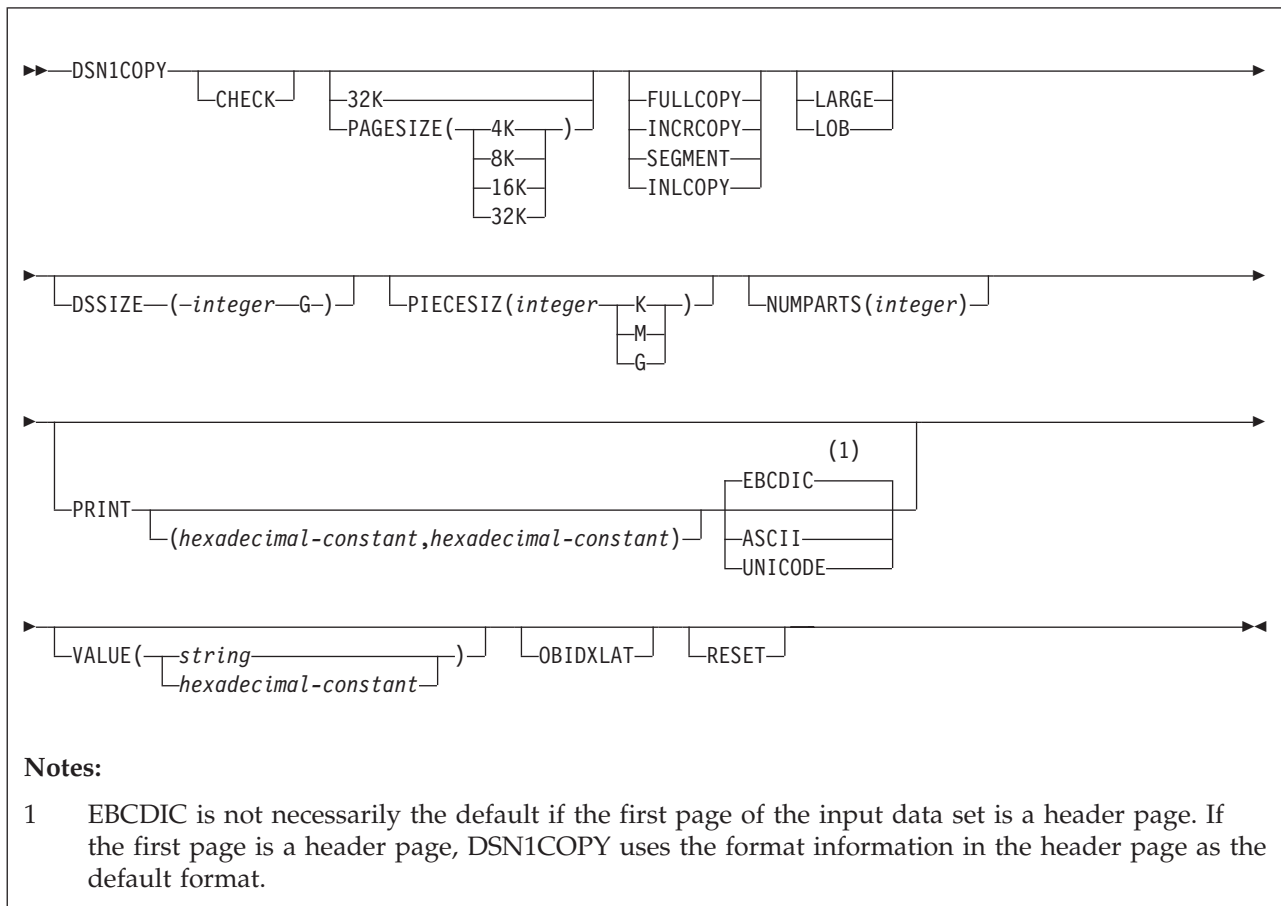 DSN1COPY
CHECK 32K FULLCOPY LARGE
PAGESIZE( 4K ) INCRCOPY LOB
8K SEGMENT
16K INLCOPY
32K
DSSIZE ( integer G ) PIECESIZ(integer K ) NUMPARTS(integer)
M
G
(1)
EBCDIC
PRINT
(hexadecimal-constant,hexadecimal-constant) ASCII
UNICODE
VALUE( string ) OBIDXLAT RESET
hexadecimal-constant
Notes:
1 EBCDIC is not necessarily the default if the first page of the input data set is a header page. If
the first page is a header page, DSN1COPY uses the format information in the header page as the
default format.